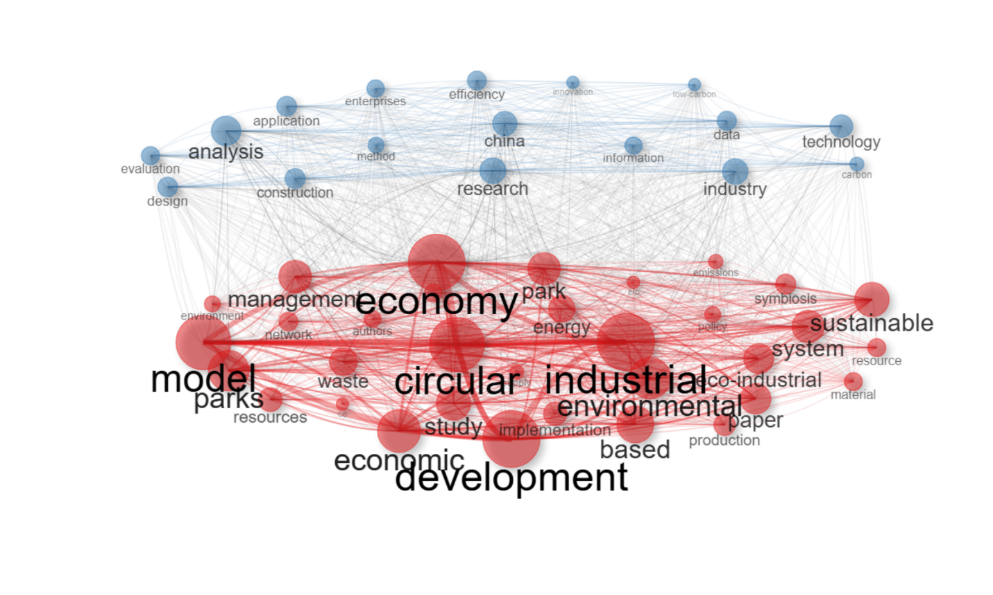 efficiency
innovation
low-carbon
enterprises
application
china
data
technology
analysis
method
information
evaluation
carbon
construction
research
industry
design
emissions
park
management
economy
symbiosis
environment
sustainable
energy
policy
authors
network
system
resource
model
waste
circular
industrial
eco-industrial
material
parks
environmental
resources
paper
study
implementation
production
based
economic
development